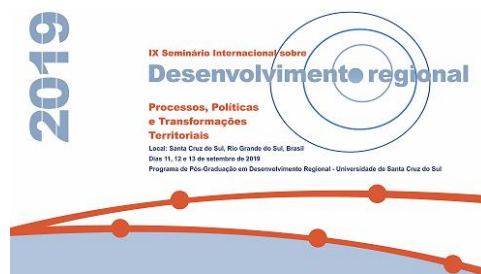 2019
IX Seminário Internacional sobre
Desenvolvimento regional
Processos, Políticas
e Transformações
Territoriais
Local: Santa Cruz do Sul, Rio Grande do Sul, Brasil
Dias 11, 12 e 13 de setembro de 2019
Programa de Pós-Graduação em Desenvolvimento Regional - Universidade de Santa Cruz do Sul